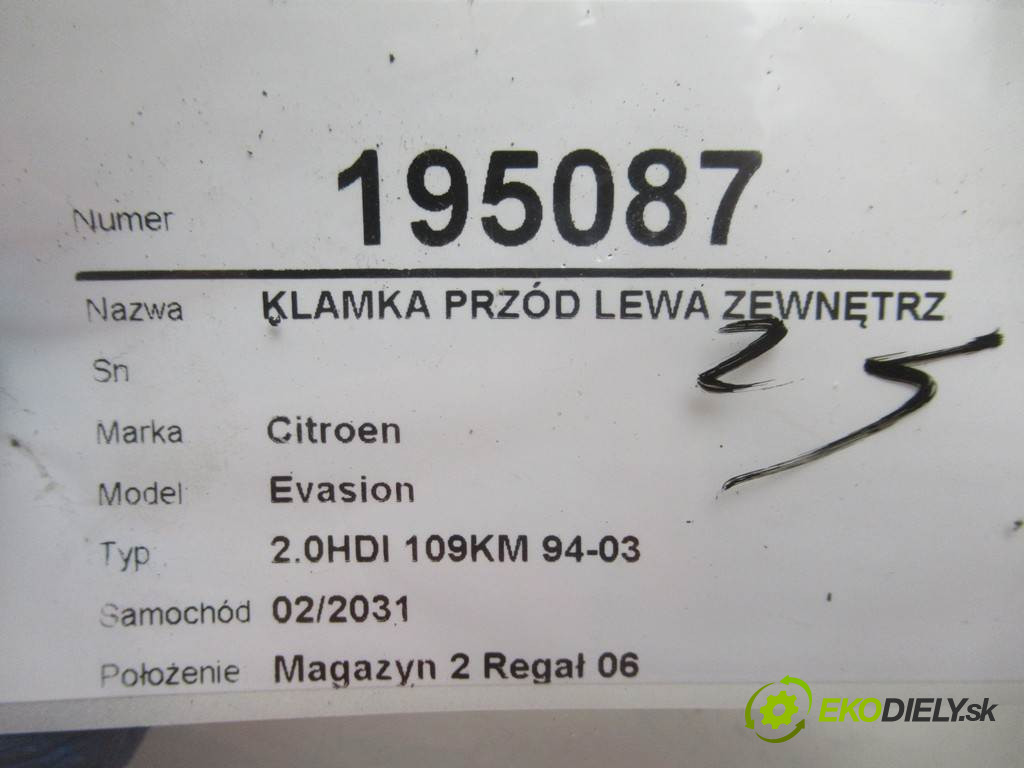 Numer 195087
Nazwa KLAMKA PRZÓD LEWA ZEWNĘTRZ
Sn
25
Marka Citroen
Model Evasion
Typ 2.0HDI 109KM 94-03
Samochód 02/2031
Położenie Magazyn 2 Regał 06
EKODIELY.sk